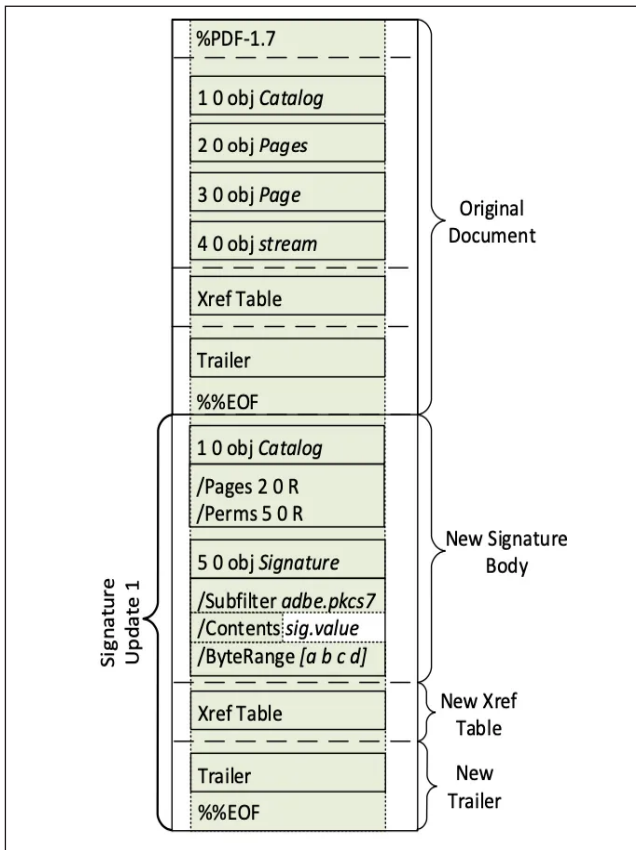 %PDF-1.7
1 0 obj Catalog
2 0 obj Pages
3 0 obj Page
4 0 obj stream
Xref Table
Trailer
%%EOF
Original
Document
1 0 obj Catalog
/Pages 2 0 R
/Perms 5 0 R
5 0 obj Signature
/Subfilter adbe.pkcs7
/Contents sig.value
/ByteRange [a b c d]
New Signature
Body
Xref Table
New Xref
Table
Trailer
%%EOF
New
Trailer
Signature
Update 1